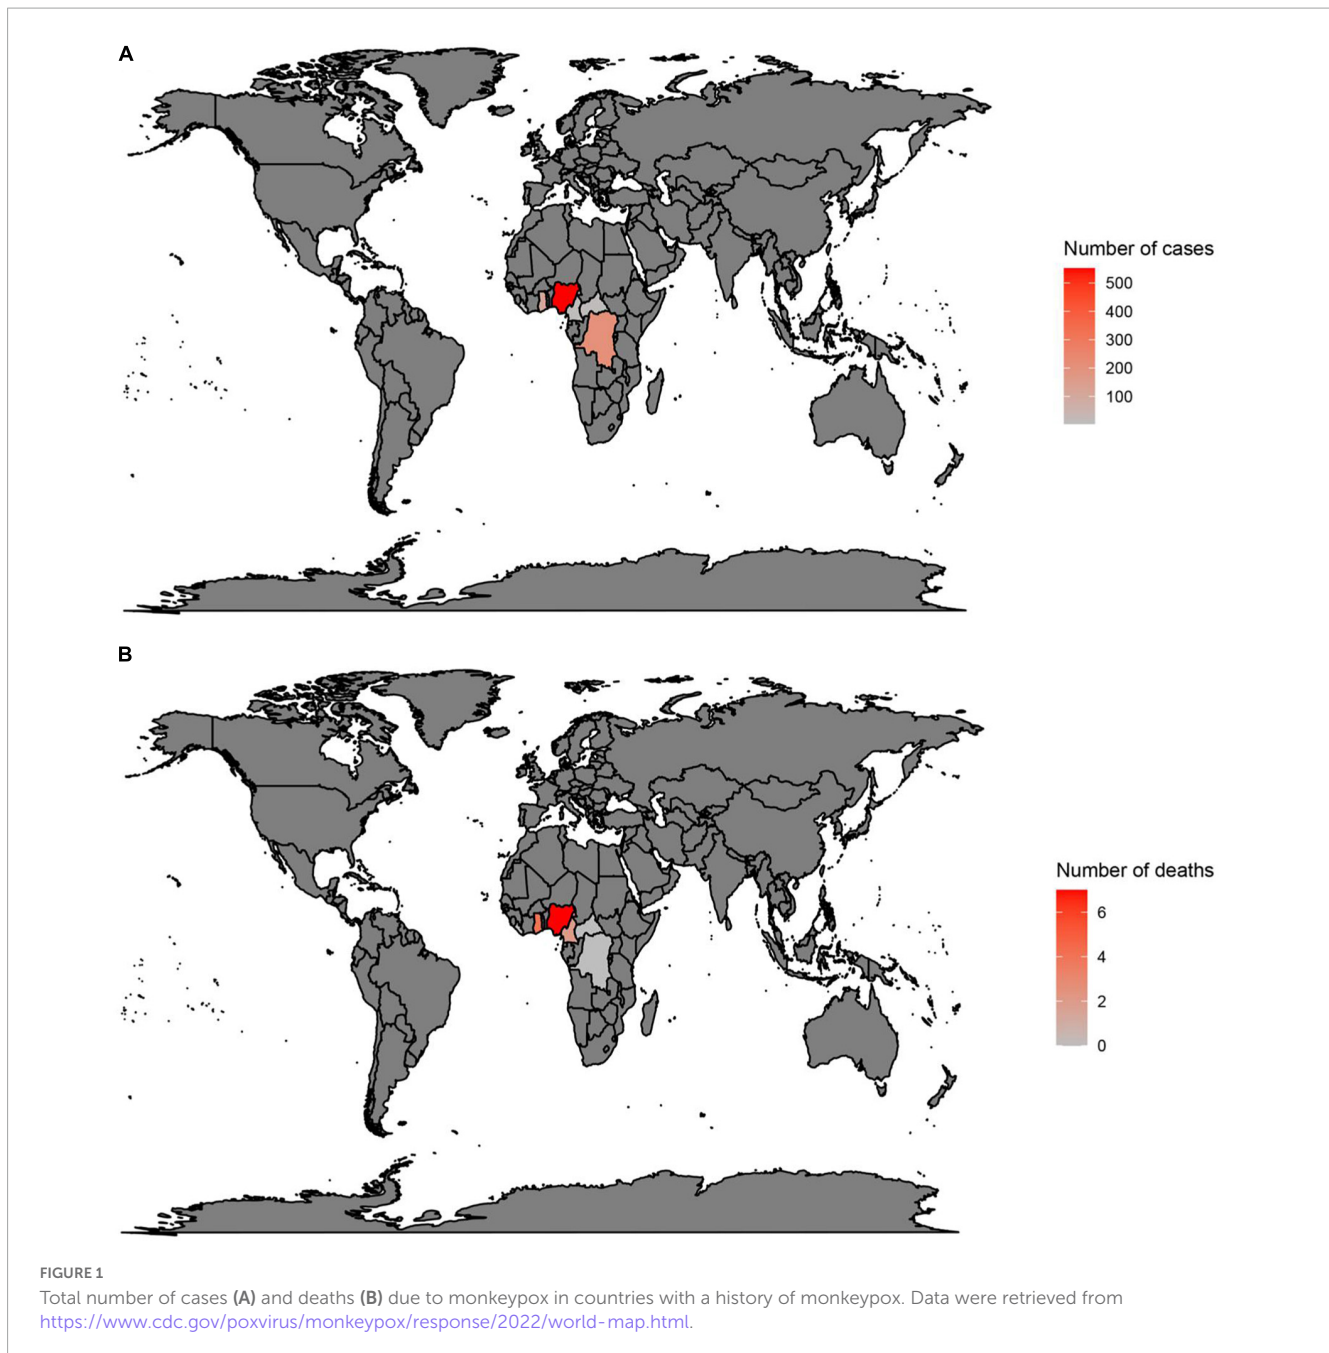 A
Number of cases
500
400
300
200
100
B
Number of deaths
6
4
2
0
FIGURE 1
Total number of cases (A) and deaths (B) due to monkeypox in countries with a history of monkeypox. Data were retrieved from
https://www.cdc.gov/poxvirus/monkeypox/response/2022/world-map.html.